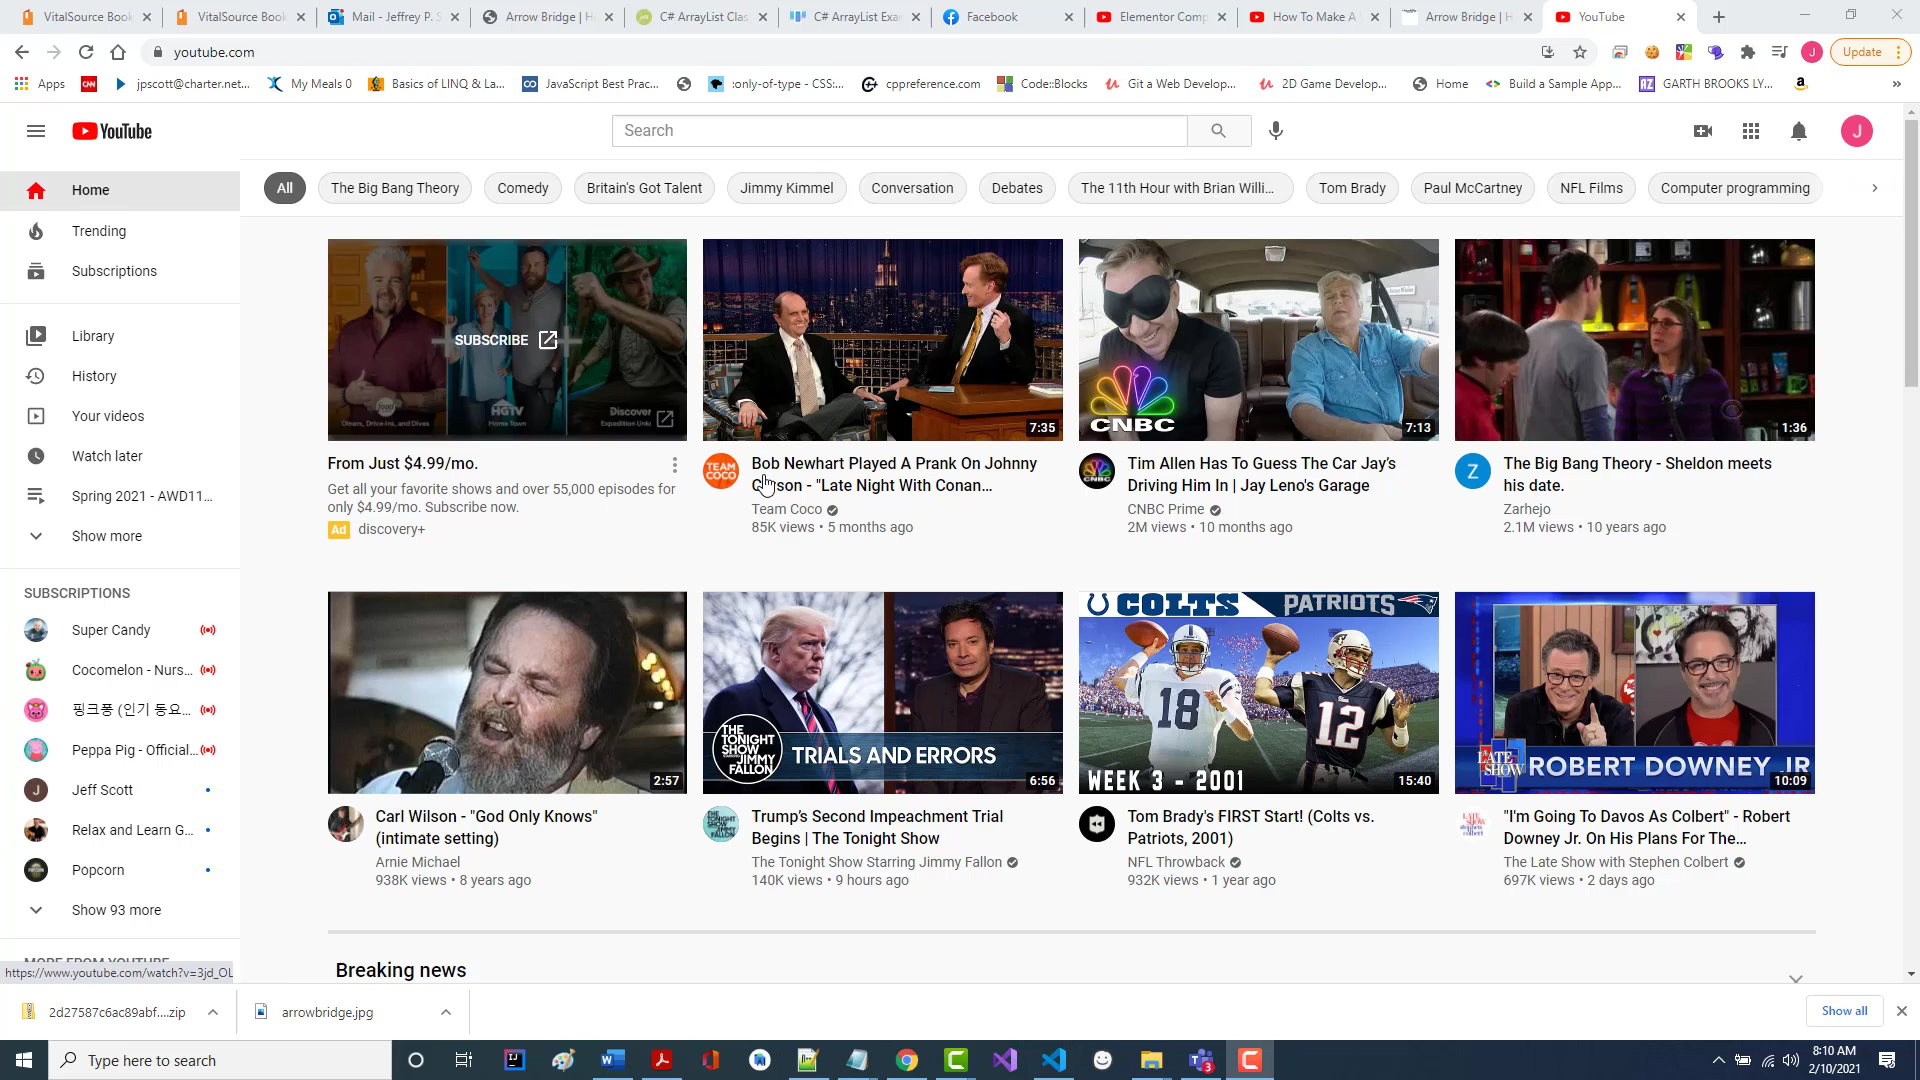 VitalSource Book
VitalSource Book
Mail - Jeffrey P. S
Arrow Bridge | H
C# ArrayList Clas
C# ArrayList Exa
Facebook
Elementor Comp
How To Make A
Arrow Bridge | H
YouTube
youtube.com
J
Update
Apps
CNN
jpscott@charter.net...
My Meals 0
Basics of LINQ & La...
JavaScript Best Prac...
:only-of-type - CSS:...
cppreference.com
Code::Blocks
Git a Web Develop...
2D Game Develop...
Home
Build a Sample App...
GARTH BROOKS LY...
YouTube
Search
J
Home
Trending
Subscriptions
Library
History
Your videos
Watch later
Spring 2021 - AWD11...
Show more
SUBSCRIPTIONS
Super Candy
Cocomelon - Nurs...
핑크퐁 (인기 동요...
Peppa Pig - Official...
Jeff Scott
Relax and Learn G...
Popcorn
Show 93 more
MORE FROM YOUTUBE
https://www.youtube.com/watch?v=3jd_OL
All
The Big Bang Theory
Comedy
Britain's Got Talent
Jimmy Kimmel
Conversation
Debates
The 11th Hour with Brian Willi...
Tom Brady
Paul McCartney
NFL Films
Computer programming
SUBSCRIBE
HGTV
Home Town
Discover
Diners, Drive-Ins, and Dives
From Just $4.99/mo.
Get all your favorite shows and over 55,000 episodes for
only $4.99/mo. Subscribe now.
Ad discovery+
7:35
TEAM
COCO
Bob Newhart Played A Prank On Johnny
Carson - "Late Night With Conan...
Team Coco
85K views • 5 months ago
CNBC
7:13
Tim Allen Has To Guess The Car Jay's
Driving Him In | Jay Leno's Garage
CNBC Prime
2M views • 10 months ago
1:36
Z
The Big Bang Theory - Sheldon meets
his date.
Zarhejo
2.1M views • 10 years ago
2:57
Carl Wilson - "God Only Knows"
(intimate setting)
Arnie Michael
938K views • 8 years ago
THE
TONIGHT
SHOW
JIMMY
FALLON
TRIALS AND ERRORS
6:56
Trump's Second Impeachment Trial
Begins | The Tonight Show
The Tonight Show Starring Jimmy Fallon
140K views • 9 hours ago
COLTS
PATRIOTS
18
12
WEEK 3 - 2001
15:40
Tom Brady's FIRST Start! (Colts vs.
Patriots, 2001)
NFL Throwback
932K views • 1 year ago
LATE
SHOW
ROBERT DOWNEY JR
10:09
"I'm Going To Davos As Colbert" - Robert
Downey Jr. On His Plans For The...
The Late Show with Stephen Colbert
697K views • 2 days ago
Breaking news
2d27587c6ac89abf....zip
arrowbridge.jpg
Show all
Type here to search
8:10 AM
2/10/2021